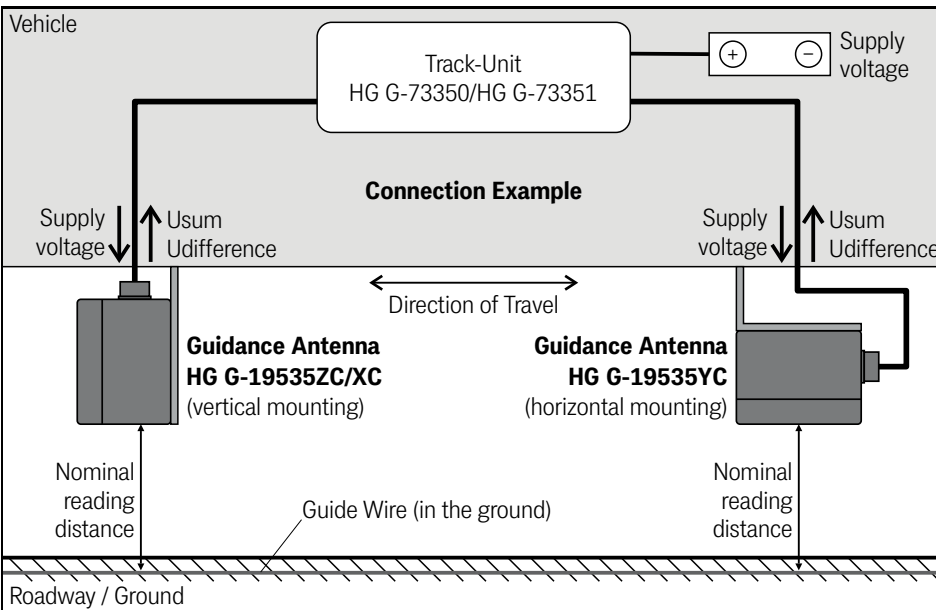 Vehicle
Track-Unit
HG G-73350/HG G-73351
+
−
Supply
voltage
Connection Example
Supply
voltage
Usum
Udifference
Supply
voltage
Usum
Udifference
Direction of Travel
Guidance Antenna
HG G-19535ZC/XC
(vertical mounting)
Guidance Antenna
HG G-19535YC
(horizontal mounting)
Nominal
reading
distance
Guide Wire (in the ground)
Nominal
reading
distance
Roadway / Ground